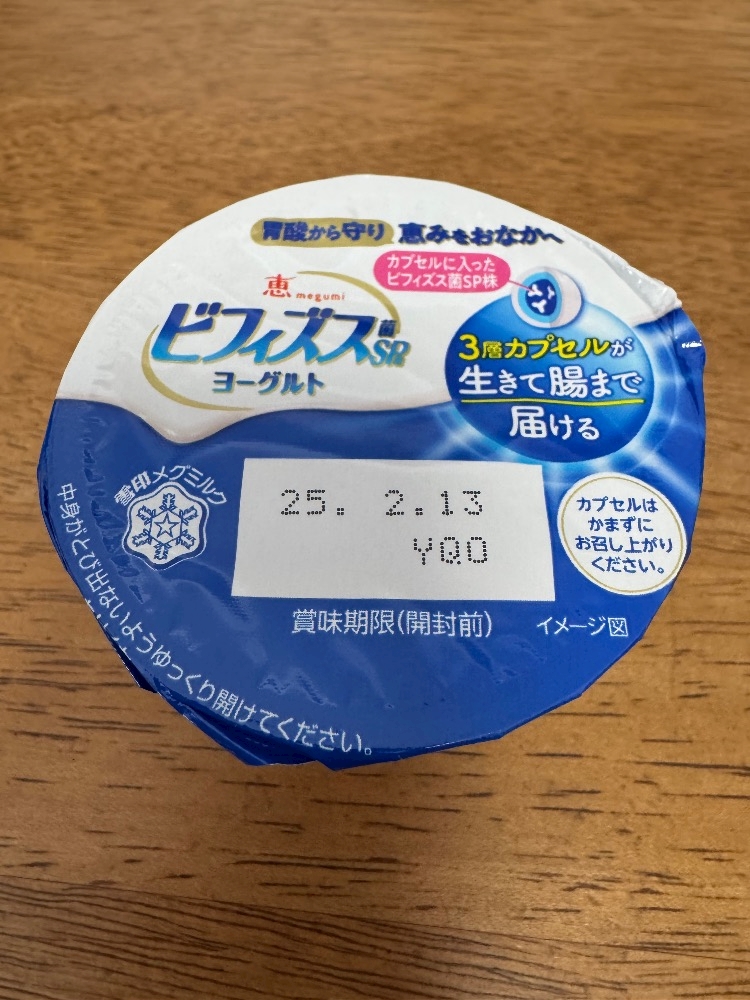 胃酸から守り 恵みをおなかへ
カプセルに入った
ビフィズス菌SP株
恵 megumi
ビフィズス菌SP
ヨーグルト
3層カプセルが
生きて腸まで
届ける
雪印メグミルク
25. 2.13
YQO
カプセルは
かまずに
お召し上がり
ください。
賞味期限(開封前)
イメージ図
中身がとび出ないようゆっくり開けてください。